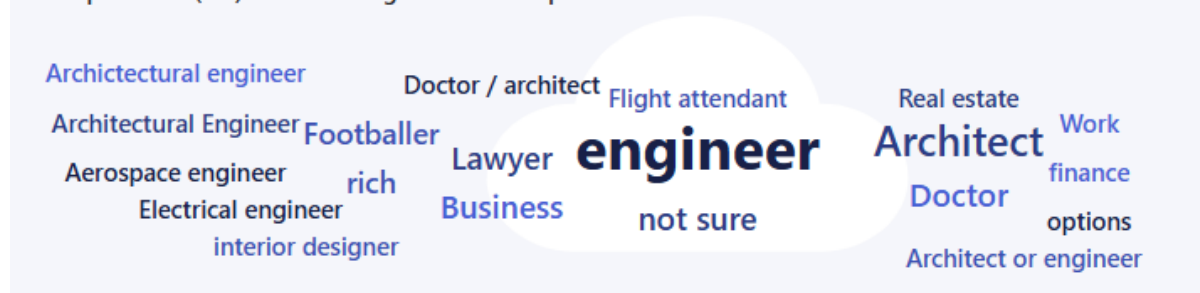 Archictectural engineer
Doctor / architect
Flight attendant
Real estate
Architectural Engineer
Footballer
Work
Lawyer
engineer
Architect
Aerospace engineer
rich
finance
Electrical engineer
Business
not sure
Doctor
options
interior designer
Architect or engineer